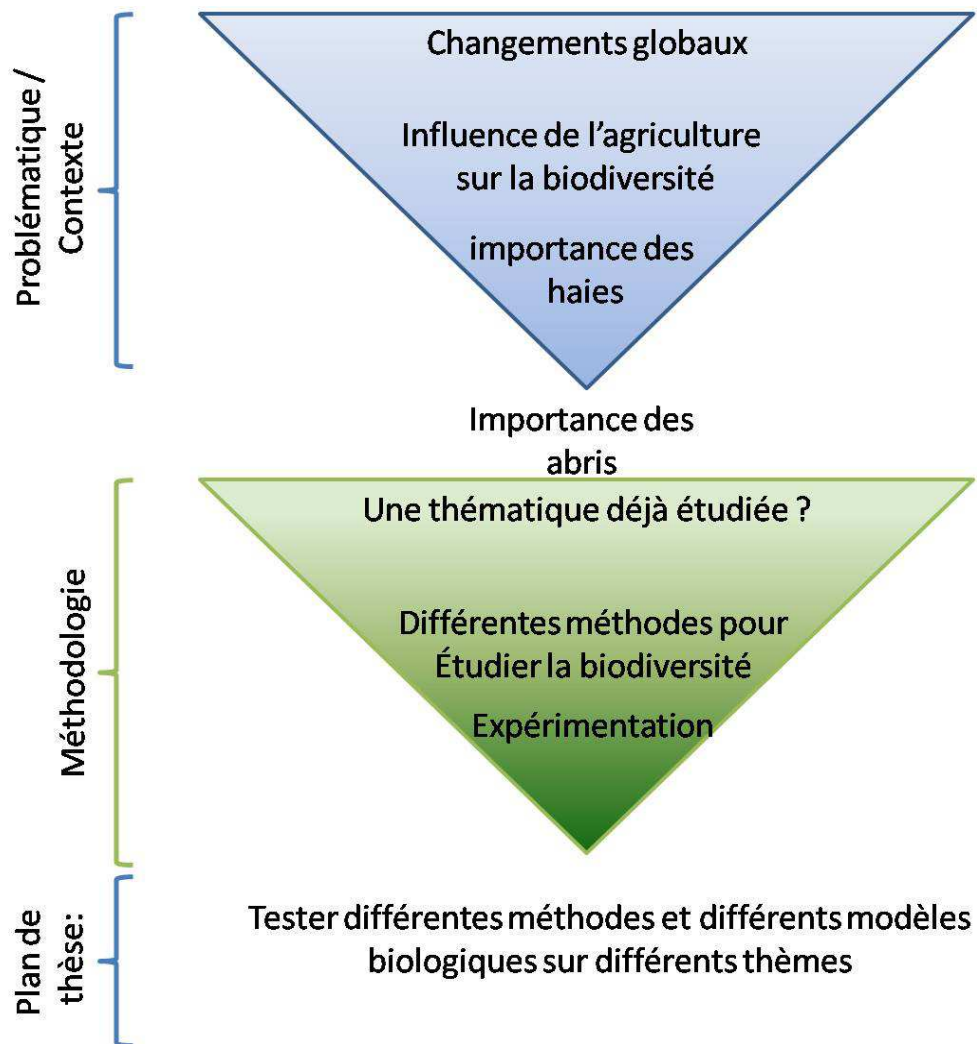 Problématique /
Contexte
Changements globaux
Influence de l'agriculture
sur la biodiversité
importance des
haies
Importance des
abris
Méthodologie
Une thématique déjà étudiée ?
Différentes méthodes pour
Étudier la biodiversité
Expérimentation
Plan de
thèse:
Tester différentes méthodes et différents modèles
biologiques sur différents thèmes